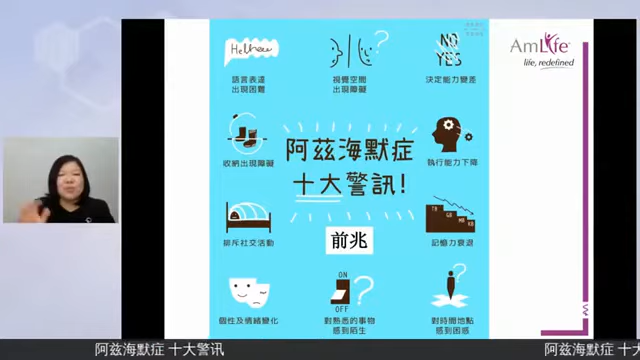 Hethew
NO
YES
AmLife
life, redefined
語言表達
出現困難
視覺空間
出現障礙
決定能力變差
收納出現障礙
阿茲海默症
十大警訊!
執行能力下降
排斥社交活動
前兆
記憶力衰退
ON
OFF
個性及情緒變化
對熟悉的事物
感到陌生
對時間地點
感到困惑
阿兹海默症 十大警讯
阿兹海默症 十大